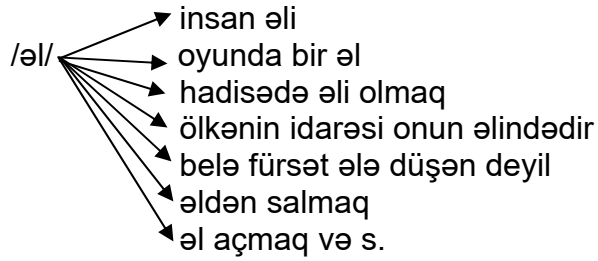 insan əli
/əl/ oyunda bir əl
hadisədə əli olmaq
ölkənin idarəsi onun əlindədir
belə fürsət ələ düşən deyil
əldən salmaq
əl açmaq və s.